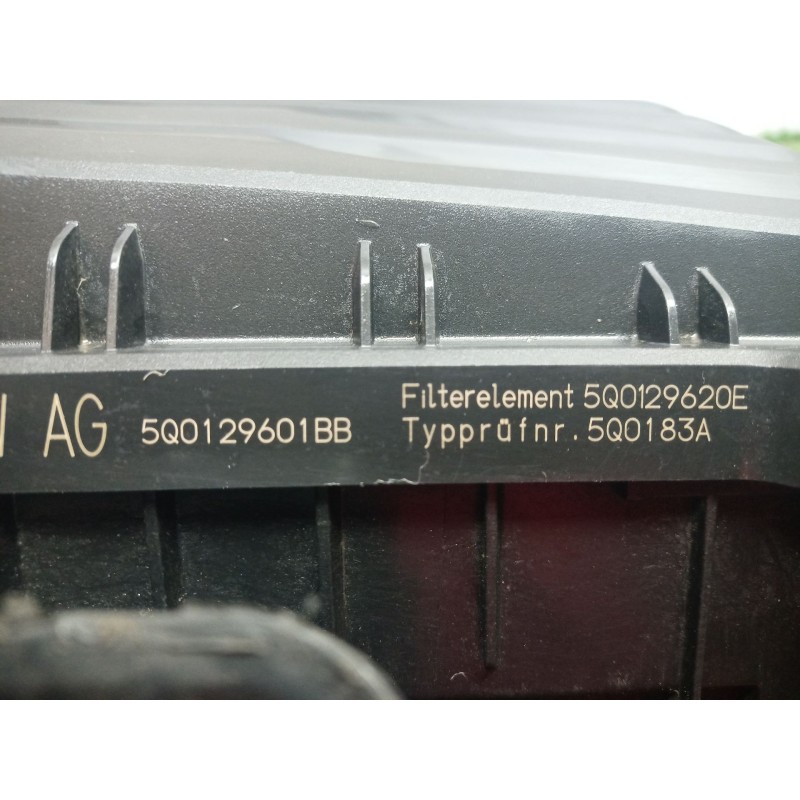 AG 5Q0129601BB
Filterelement 5Q0129620E
Typprüfnr. 5Q0183A